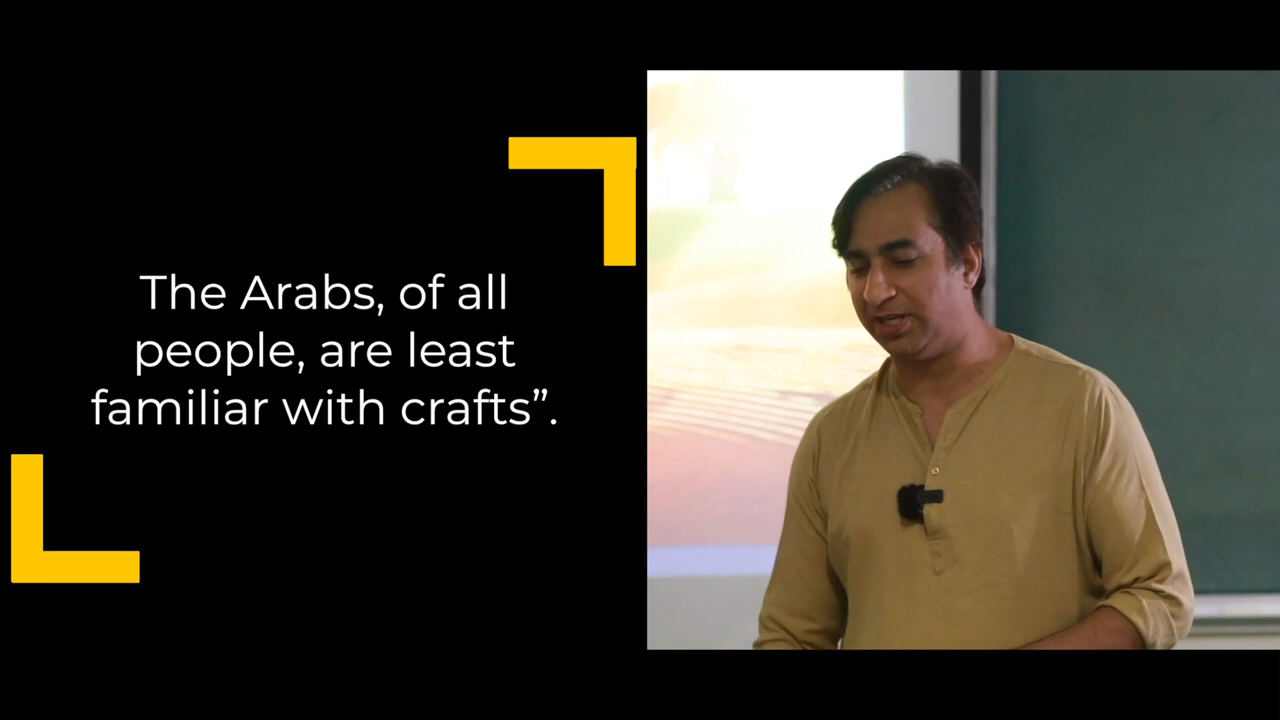 The Arabs, of all
people, are least
familiar with crafts”.